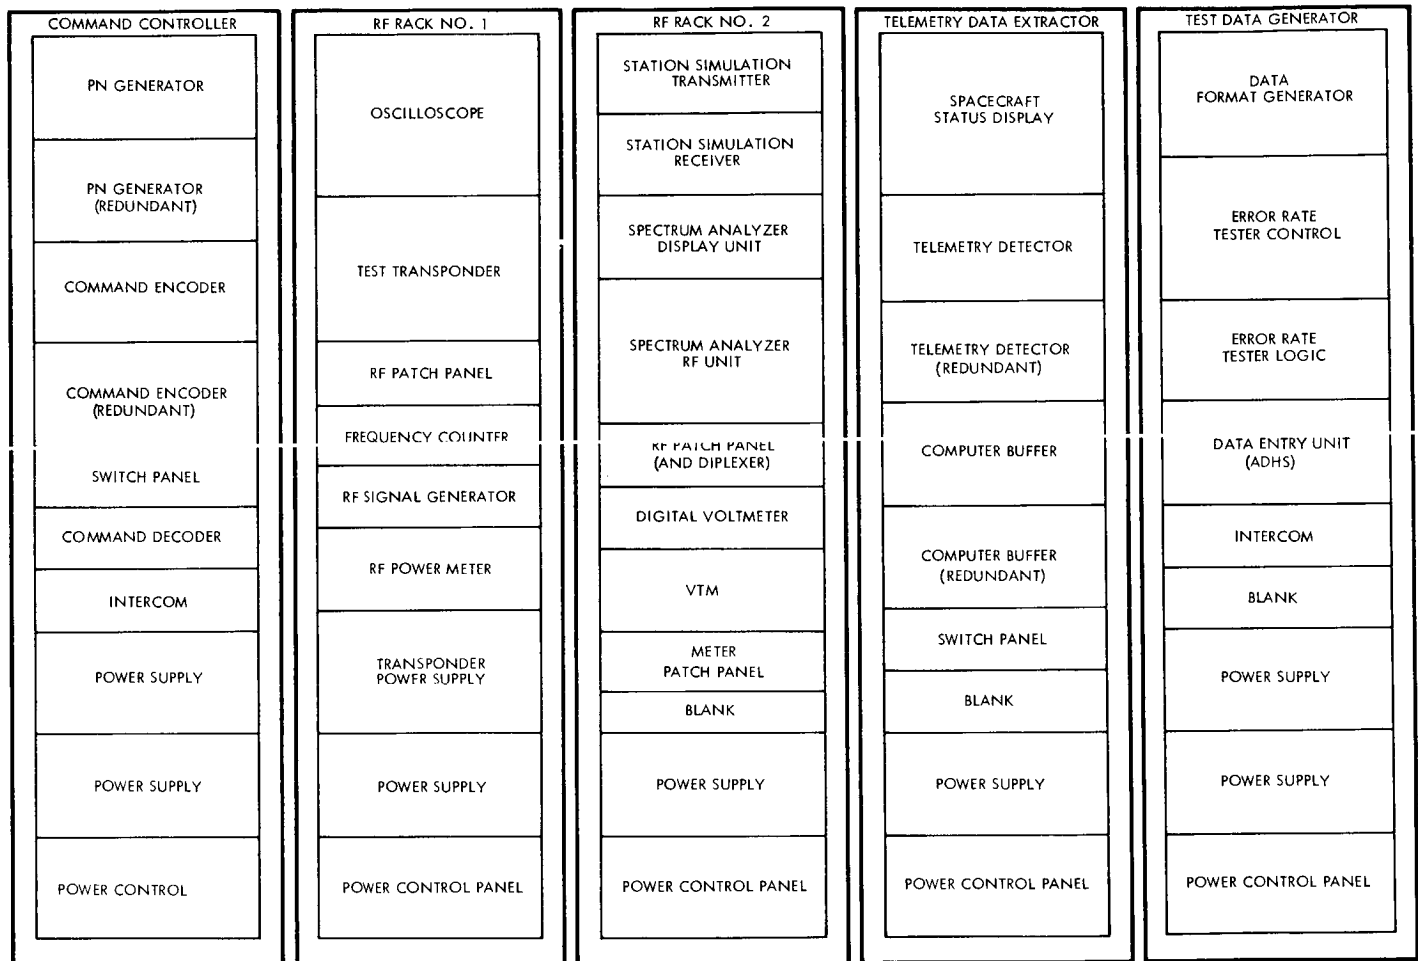 COMMAND CONTROLLER
PN GENERATOR
PN GENERATOR
(REDUNDANT)
COMMAND ENCODER
COMMAND ENCODER
(REDUNDANT)
SWITCH PANEL
COMMAND DECODER
INTERCOM
POWER SUPPLY
POWER SUPPLY
POWER CONTROL
RF RACK NO. 1
OSCILLOSCOPE
TEST TRANSPONDER
RF PATCH PANEL
FREQUENCY COUNTER
RF SIGNAL GENERATOR
RF POWER METER
TRANSPONDER
POWER SUPPLY
POWER SUPPLY
POWER CONTROL PANEL
RF RACK NO. 2
STATION SIMULATION
TRANSMITTER
STATION SIMULATION
RECEIVER
SPECTRUM ANALYZER
DISPLAY UNIT
SPECTRUM ANALYZER
RF UNIT
RF PATCH PANEL
(AND DIPLEXER)
DIGITAL VOLTMETER
VTM
METER
PATCH PANEL
BLANK
POWER SUPPLY
POWER CONTROL PANEL
TELEMETRY DATA EXTRACTOR
SPACECRAFT
STATUS DISPLAY
TELEMETRY DETECTOR
TELEMETRY DETECTOR
(REDUNDANT)
COMPUTER BUFFER
COMPUTER BUFFER
(REDUNDANT)
SWITCH PANEL
BLANK
POWER SUPPLY
POWER CONTROL PANEL
TEST DATA GENERATOR
DATA
FORMAT GENERATOR
ERROR RATE
TESTER CONTROL
ERROR RATE
TESTER LOGIC
DATA ENTRY UNIT
(ADHS)
INTERCOM
BLANK
POWER SUPPLY
POWER SUPPLY
POWER CONTROL PANEL